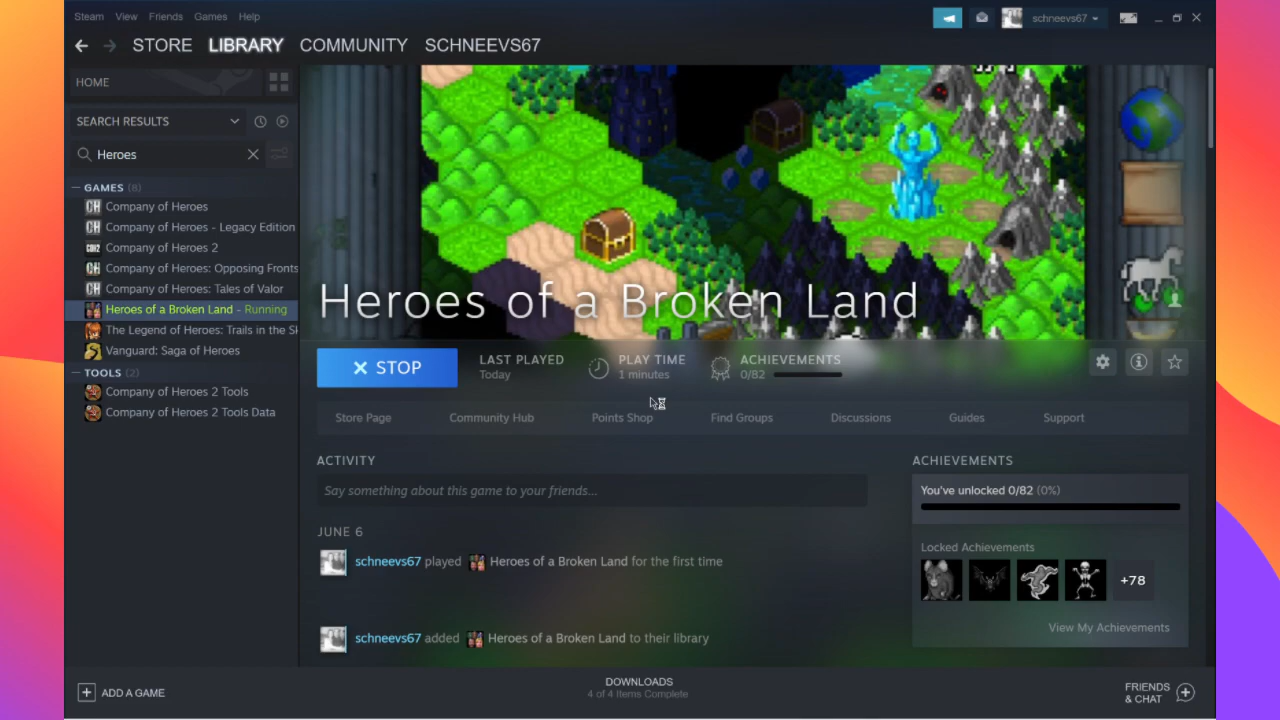 Steam View Friends Games Help
schneevs67
STORE LIBRARY COMMUNITY SCHNEEVS67
HOME
SEARCH RESULTS
Heroes
GAMES (8)
Company of Heroes
Company of Heroes - Legacy Edition
Company of Heroes 2
Company of Heroes: Opposing Fronts
Company of Heroes: Tales of Valor
Heroes of a Broken Land - Running
The Legend of Heroes: Trails in the Sk
Vanguard: Saga of Heroes
TOOLS (2)
Company of Heroes 2 Tools
Company of Heroes 2 Tools Data
Heroes of a Broken Land
STOP
LAST PLAYED
Today
PLAY TIME
1 minutes
ACHIEVEMENTS
0/82
Store Page Community Hub Points Shop Find Groups Discussions Guides Support
ACTIVITY
Say something about this game to your friends...
JUNE 6
schneevs67 played Heroes of a Broken Land for the first time
schneevs67 added Heroes of a Broken Land to their library
ACHIEVEMENTS
You've unlocked 0/82 (0%)
Locked Achievements
+78
View My Achievements
ADD A GAME
DOWNLOADS
4 of 4 Items Complete
FRIENDS
& CHAT